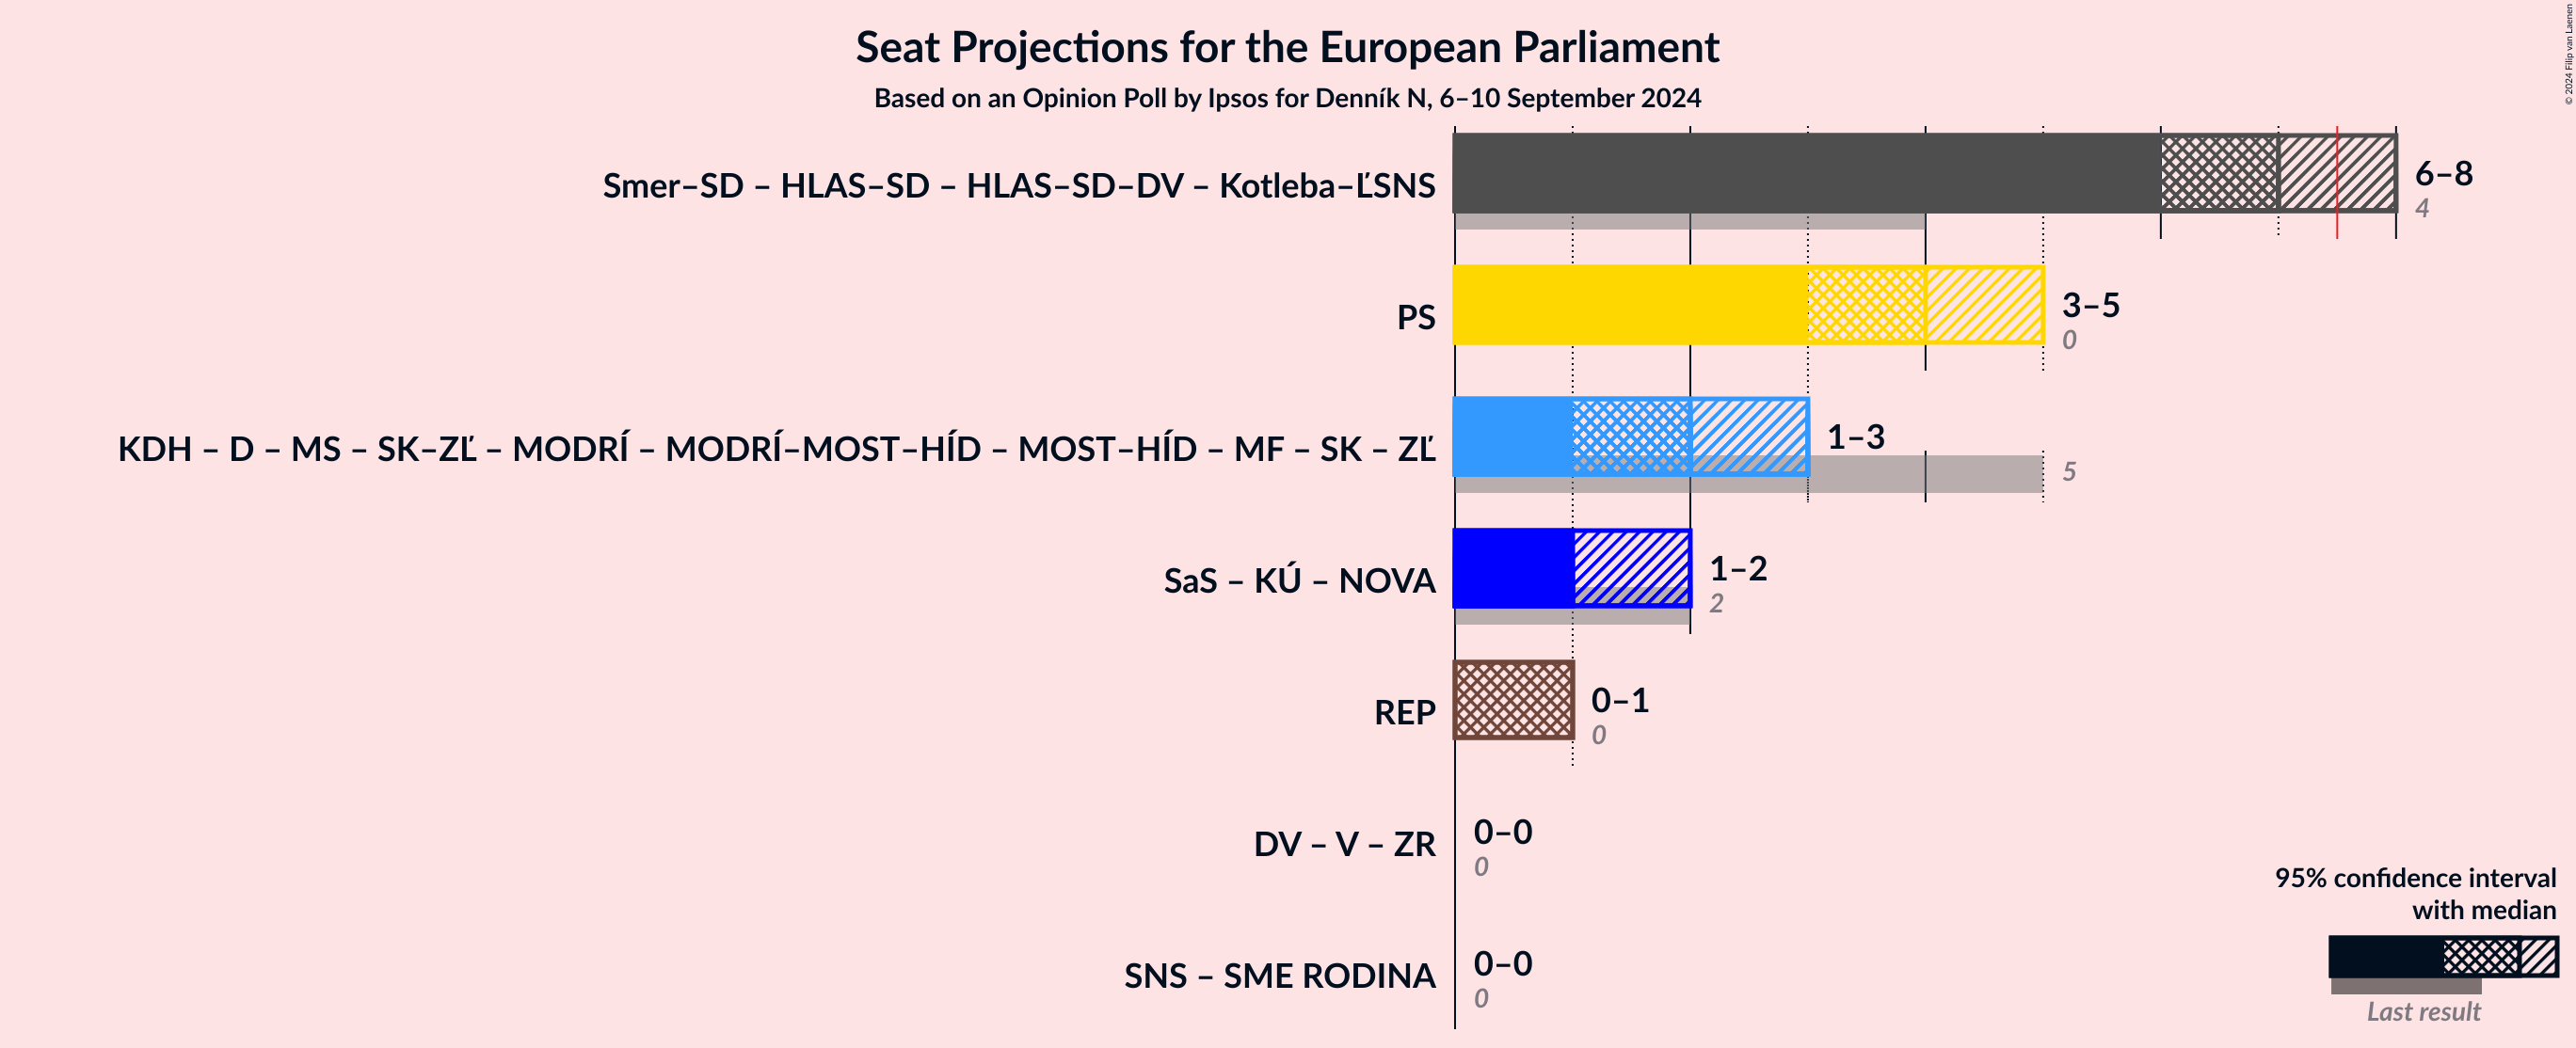 Seat Projections for the European Parliament
Based on an Opinion Poll by Ipsos for Denník N, 6–10 September 2024
© 2024 Filip van Laenen
Smer–SD – HLAS–SD – HLAS–SD–DV – Kotleba–ĽSNS
6–8
4
PS
3–5
0
KDH – D – MS – SK–ZĽ – MODRÍ – MODRÍ–MOST–HÍD – MOST–HÍD – MF – SK – ZĽ
1–3
5
SaS – KÚ – NOVA
1–2
2
REP
0–1
0
DV – V – ZR
0–0
0
SNS – SME RODINA
0–0
0
95% confidence interval
with median
Last result